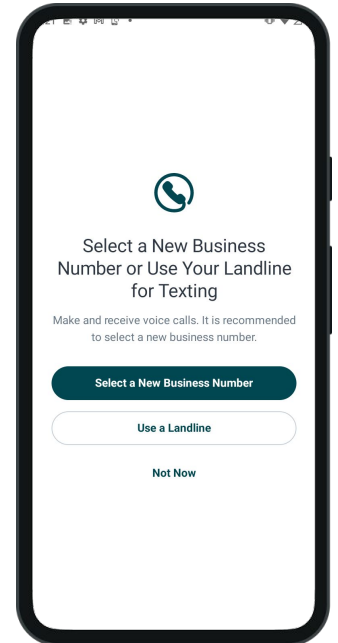 Select a New Business
Number or Use Your Landline
for Texting
Make and receive voice calls. It is recommended
to select a new business number.
Select a New Business Number
Use a Landline
Not Now